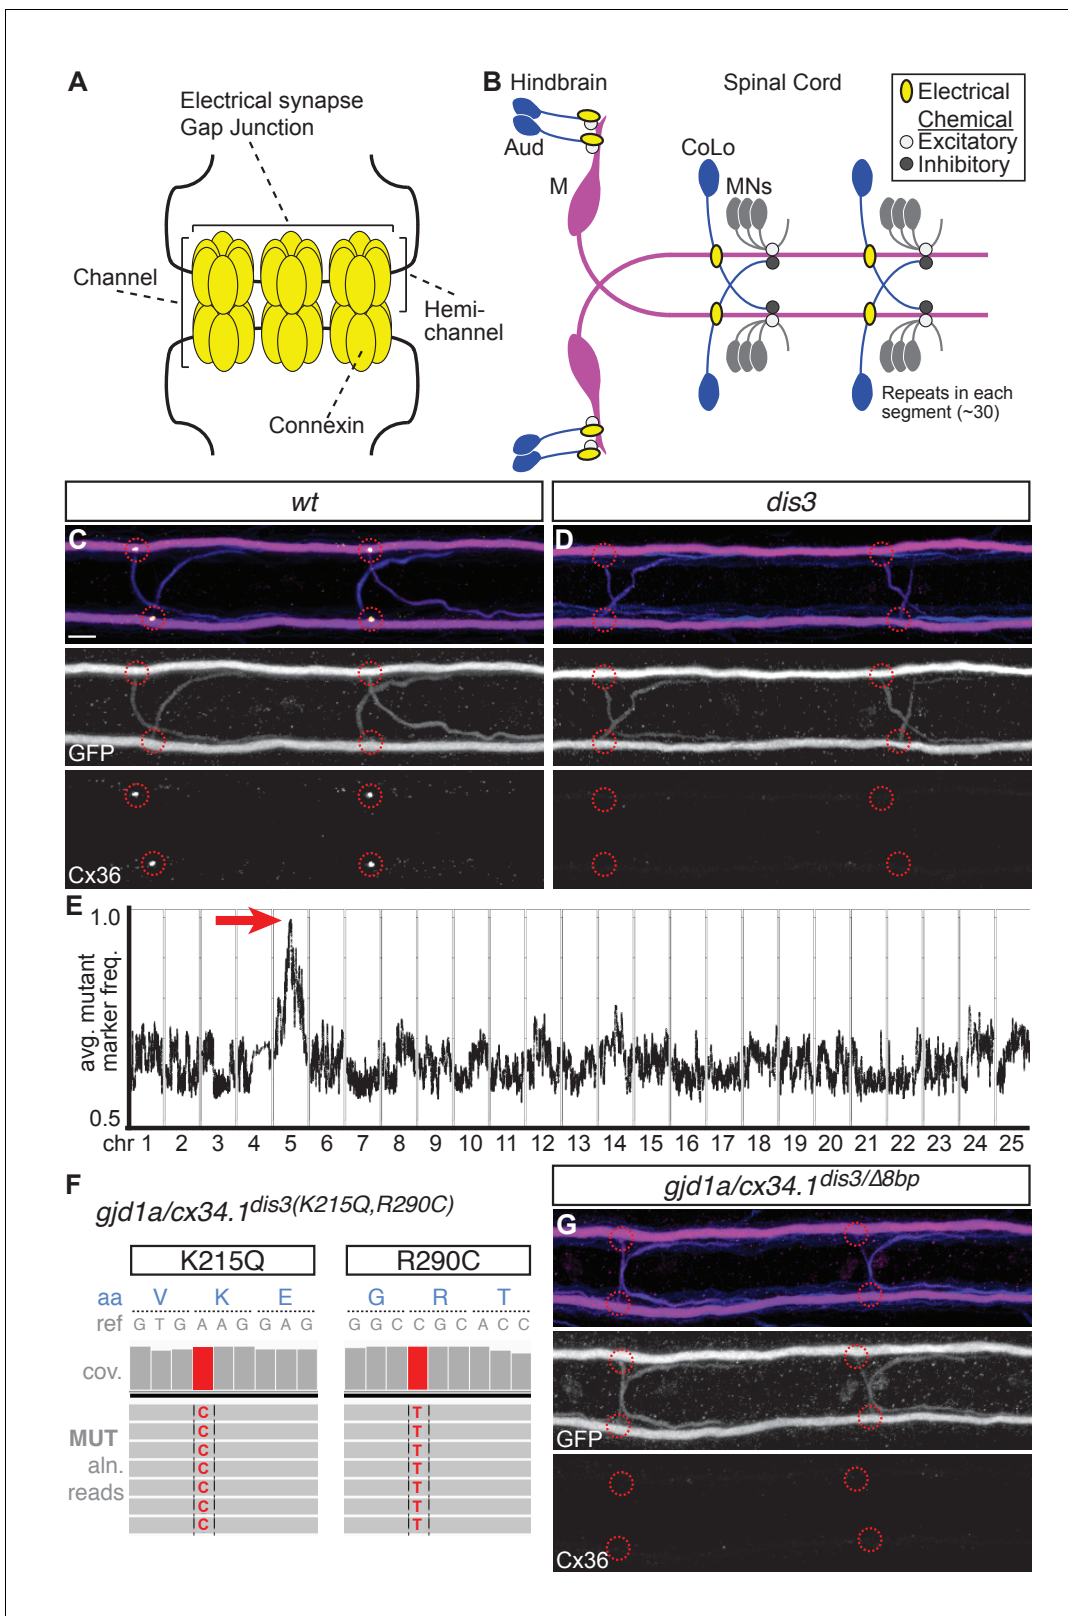 A
Electrical synapse
Gap Junction
Channel
Hemi-
channel
Connexin
B Hindbrain
Spinal Cord
Electrical
Chemical
Excitatory
Inhibitory
Aud
M
CoLo
MNs
Repeats in each
segment (~30)
wt
dis3
C
D
GFP
Cx36
E
1.0
avg. mutant
marker freq.
0.5
chr 1 2 3 4 5 6 7 8 9 10 11 12 13 14 15 16 17 18 19 20 21 22 23 24 25
F
gjd1a/cx34.1dis3(K215Q,R290C)
K215Q
R290C
aa V K E G R T
ref G T G A A G G A G G G C C G C A C C
cov.
MUT
aln.
reads
C T
C T
C T
C T
C T
C T
C T
gjd1a/cx34.1dis3/Δ8bp
G
GFP
Cx36